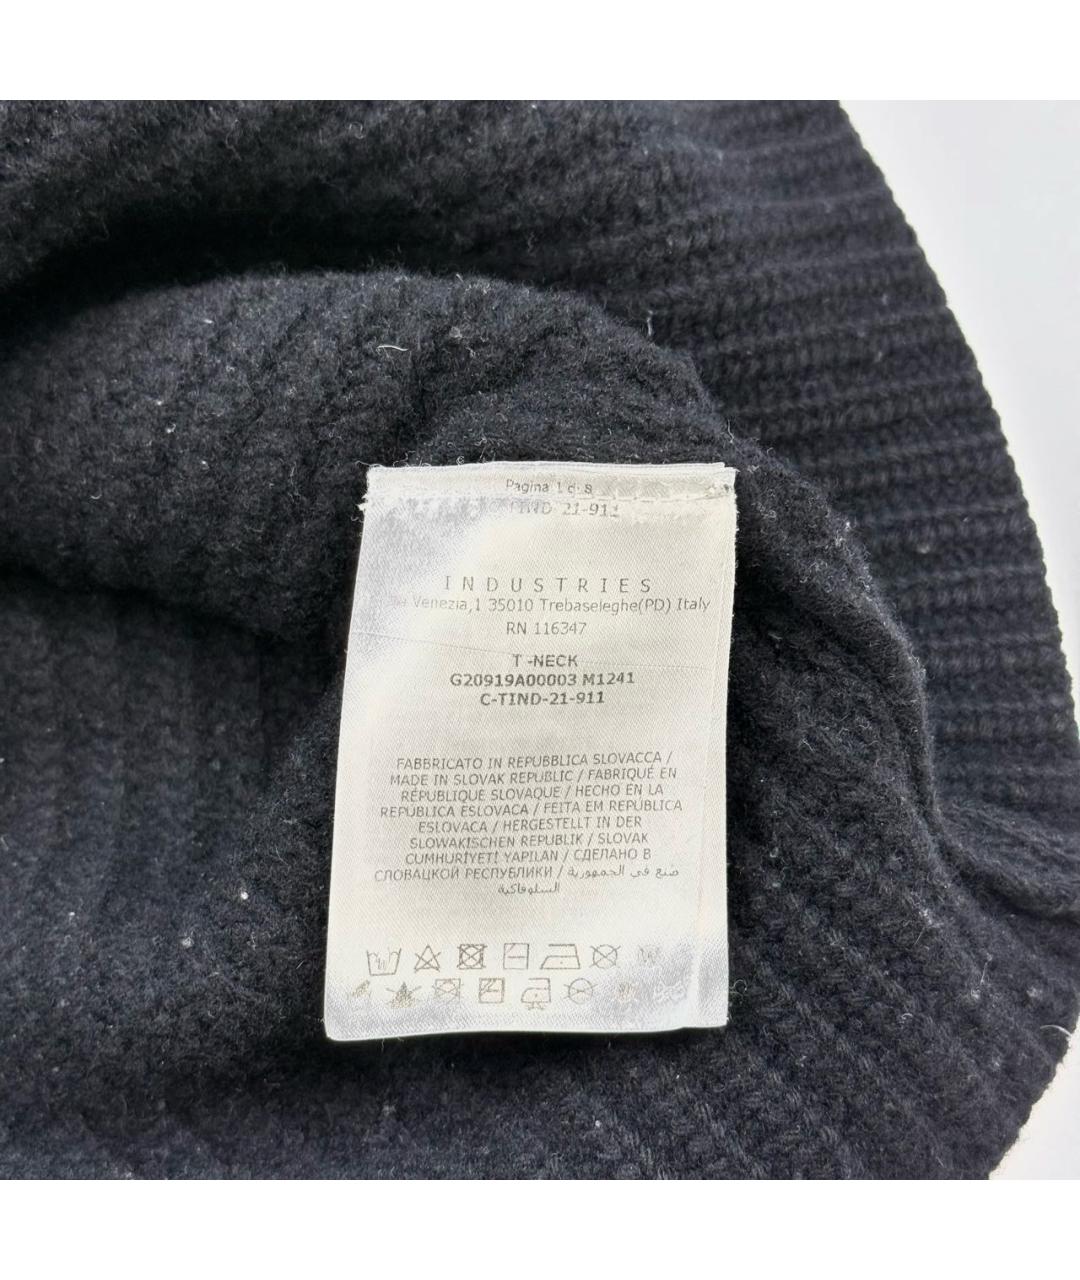 Pagina 1 di 8
TIND-21-911
INDUSTRIES
Venezia,1 35010 Trebaseleghe(PD) Italy
RN 116347
T -NECK
G20919A00003 M1241
C-TIND-21-911
FABBRICATO IN REPUBBLICA SLOVACCA /
MADE IN SLOVAK REPUBLIC / FABRIQUÉ EN
RÉPUBLIQUE SLOVAQUE / HECHO EN LA
REPÚBLICA ESLOVACA / FEITA EM REPÚBLICA
ESLOVACA / HERGESTELLT IN DER
SLOWAKISCHEN REPUBLIK / SLOVAK
CUMHURİYETİ YAPILAN / СДЕЛАНО В
СЛОВАЦКОЙ РЕСПУБЛИКИ / صنع في الجمهورية
السلوفاكية